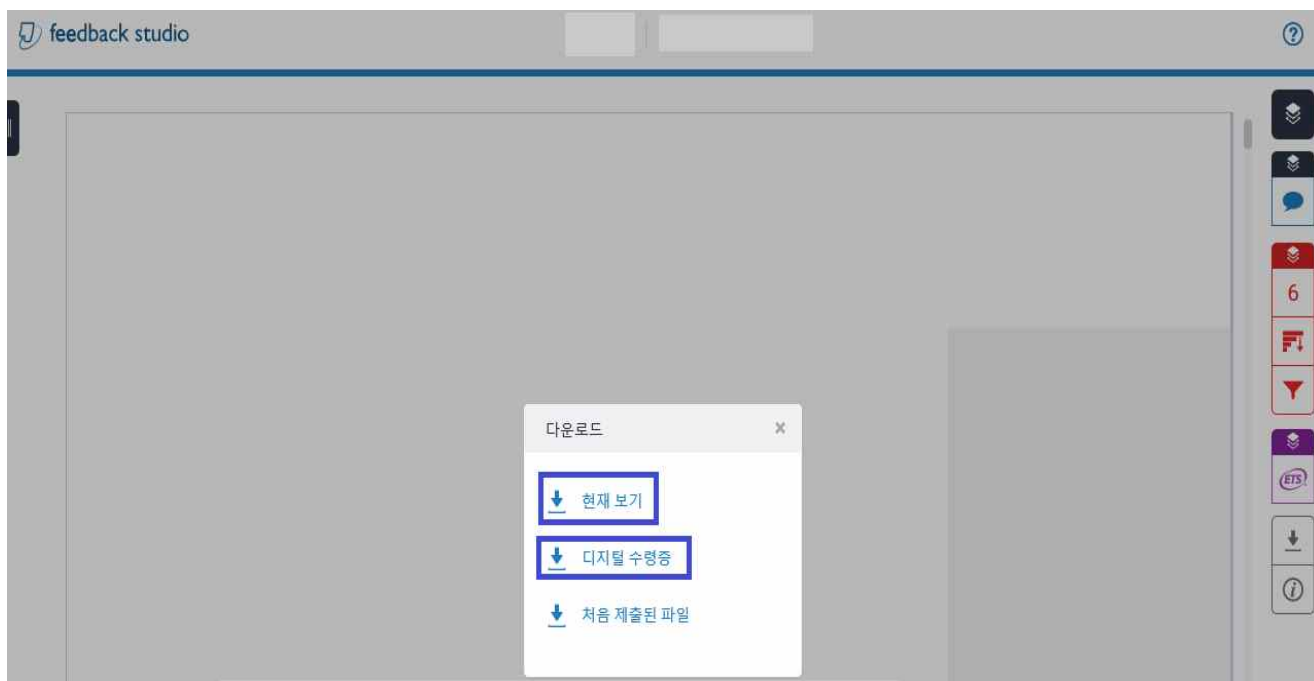 feedback studio
?
6
다운로드 ×
현재 보기
디지털 수령증
처음 제출된 파일
ETS
i